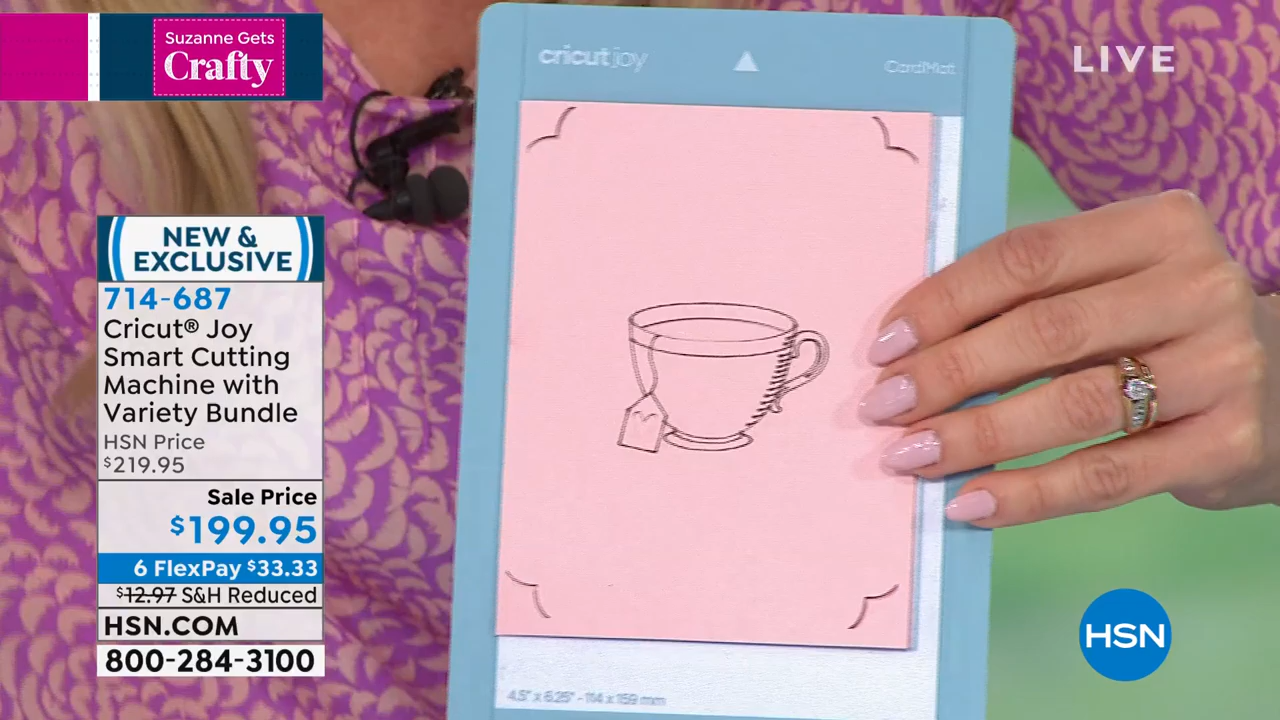 Suzanne Gets
Crafty
cricut joy
CardMat
LIVE
NEW &
EXCLUSIVE
714-687
Cricut® Joy
Smart Cutting
Machine with
Variety Bundle
HSN Price
$219.95
Sale Price
$199.95
6 FlexPay $33.33
$12.97 S&H Reduced
HSN.COM
800-284-3100
4.5" x 6.25" - 114 x 159 mm
HSN